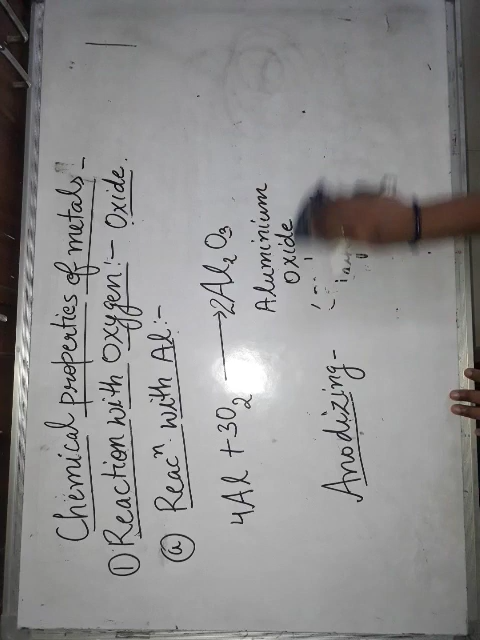 Chemical properties of metals:-
① Reaction with Oxygen:- Oxide.
ⓐ Reacⁿ with Al:-
4Al + 3O₂ ⟶ 2Al₂O₃
Aluminium
Oxide
Anodizing-